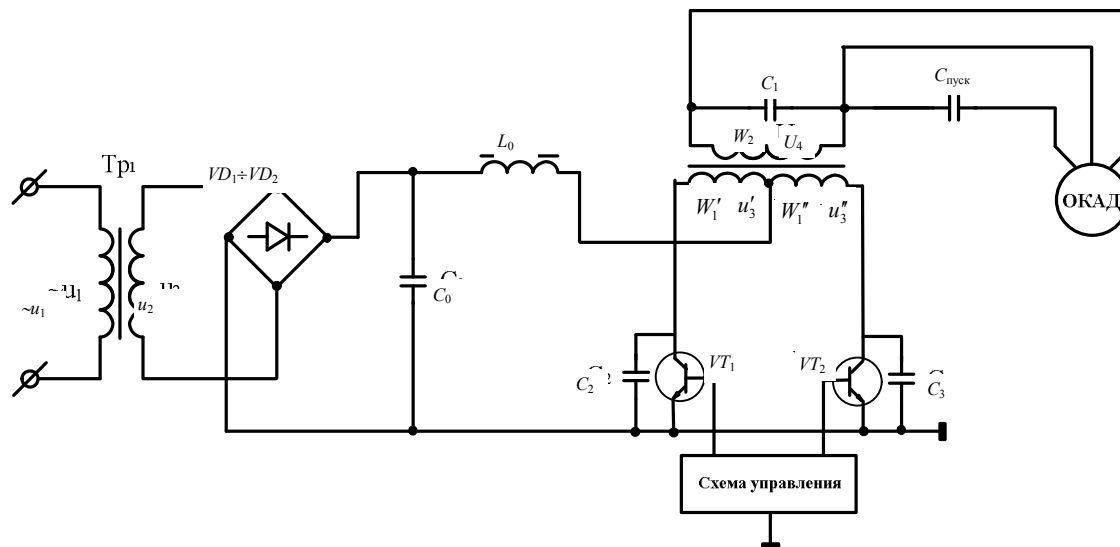 C₁
Cпуск
W₂
U₄
L₀
Тр₁
VD₁÷VD₂
W₁′
u₃′
W₁″
u₃″
ОКАД
~u₁
~u₁
u₂
C₀
C₂
VT₁
VT₂
C₃
Схема управления